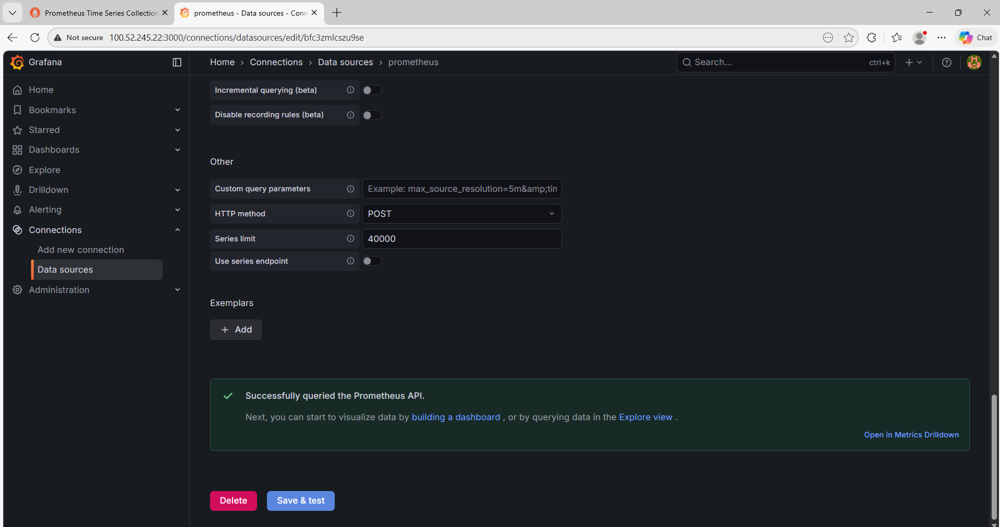 Prometheus Time Series Collection
prometheus - Data sources - Conn
Not secure 100.52.245.22:3000/connections/datasources/edit/bfc3zmlcszu9se
Chat
Grafana
Home › Connections › Data sources › prometheus
Search... ctrl+k
Home
Bookmarks
Starred
Dashboards
Explore
Drilldown
Alerting
Connections
Add new connection
Data sources
Administration
Incremental querying (beta)
Disable recording rules (beta)
Other
Custom query parameters Example: max_source_resolution=5m&amp;tin
HTTP method POST
Series limit 40000
Use series endpoint
Exemplars
+ Add
Successfully queried the Prometheus API.
Next, you can start to visualize data by building a dashboard , or by querying data in the Explore view .
Open in Metrics Drilldown
Delete Save & test